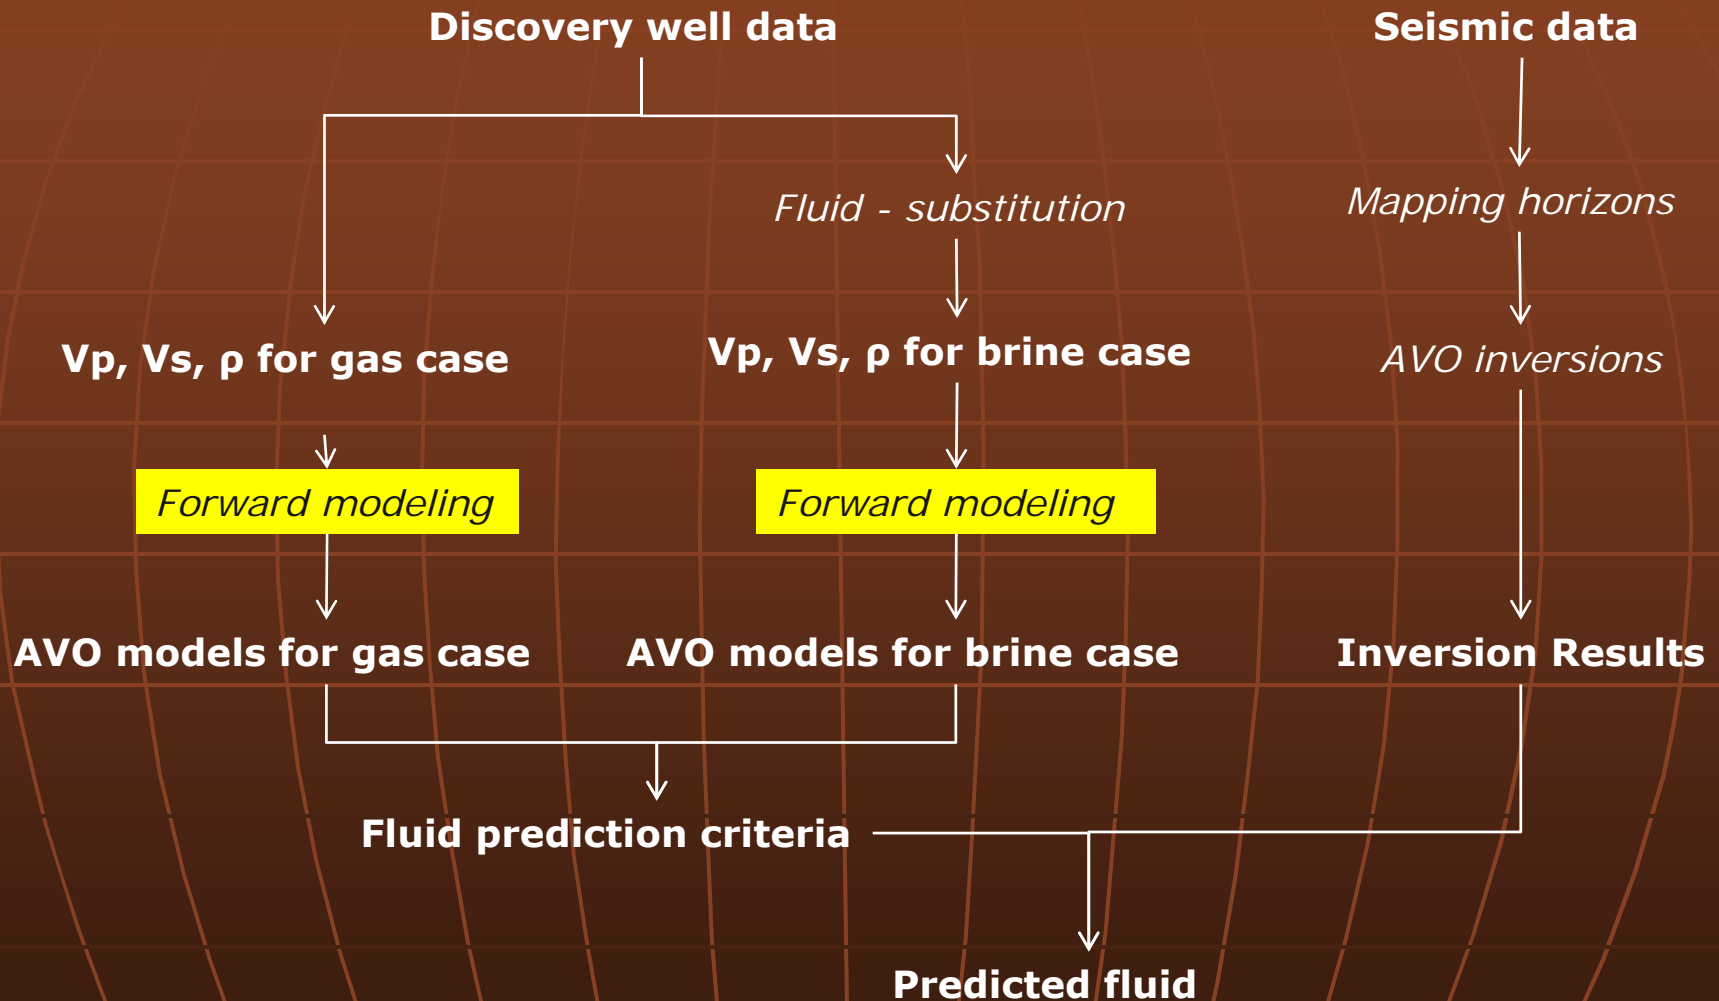 Discovery well data
Seismic data
Fluid - substitution
Mapping horizons
Vp, Vs, ρ for gas case
Vp, Vs, ρ for brine case
AVO inversions
Forward modeling
Forward modeling
AVO models for gas case
AVO models for brine case
Inversion Results
Fluid prediction criteria
Predicted fluid